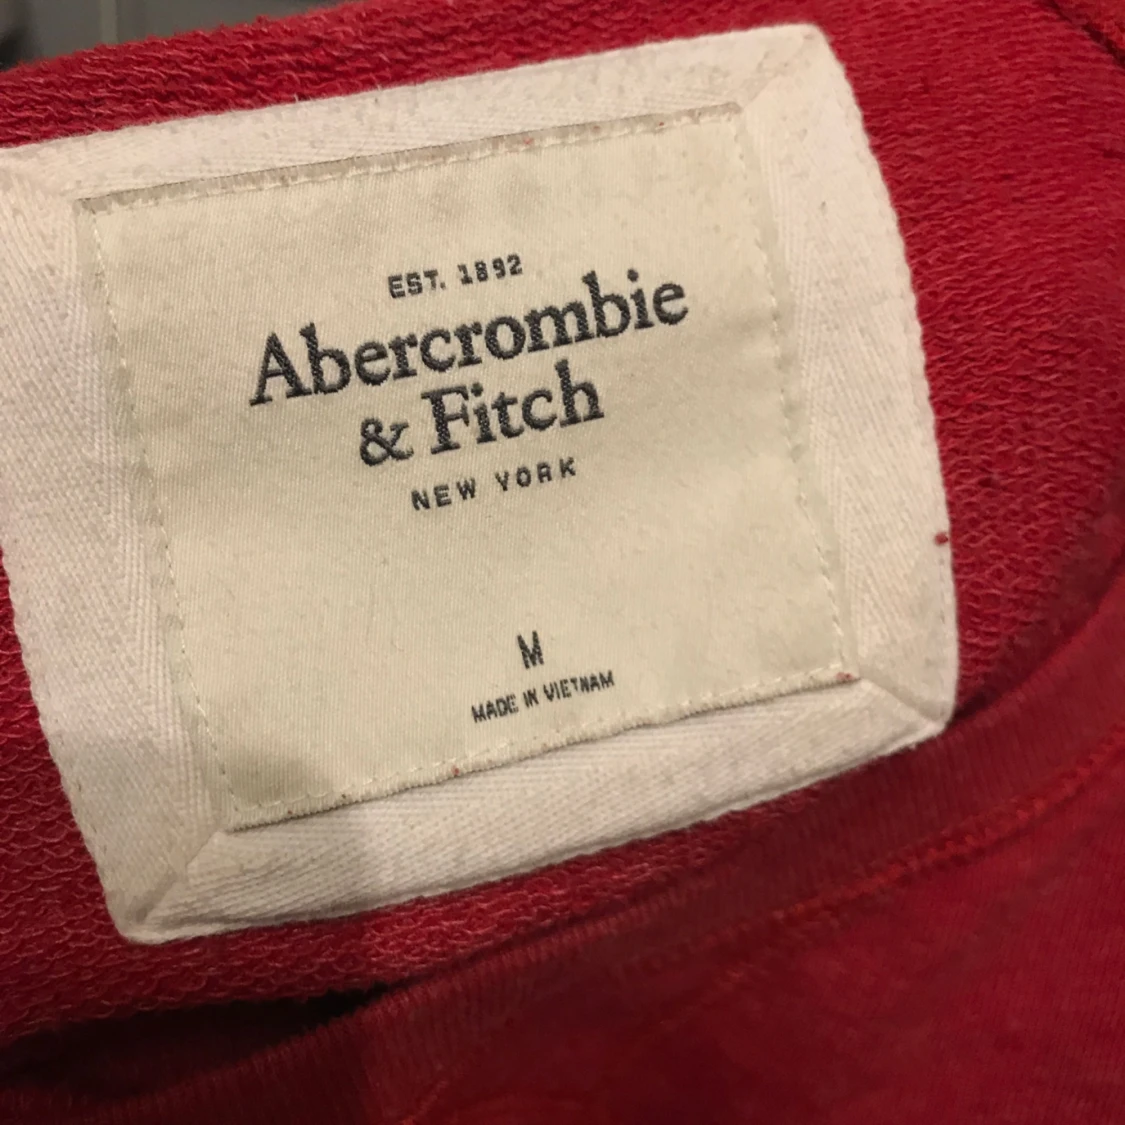 EST. 1892
Abercrombie
& Fitch
NEW YORK
M
MADE IN VIETNAM